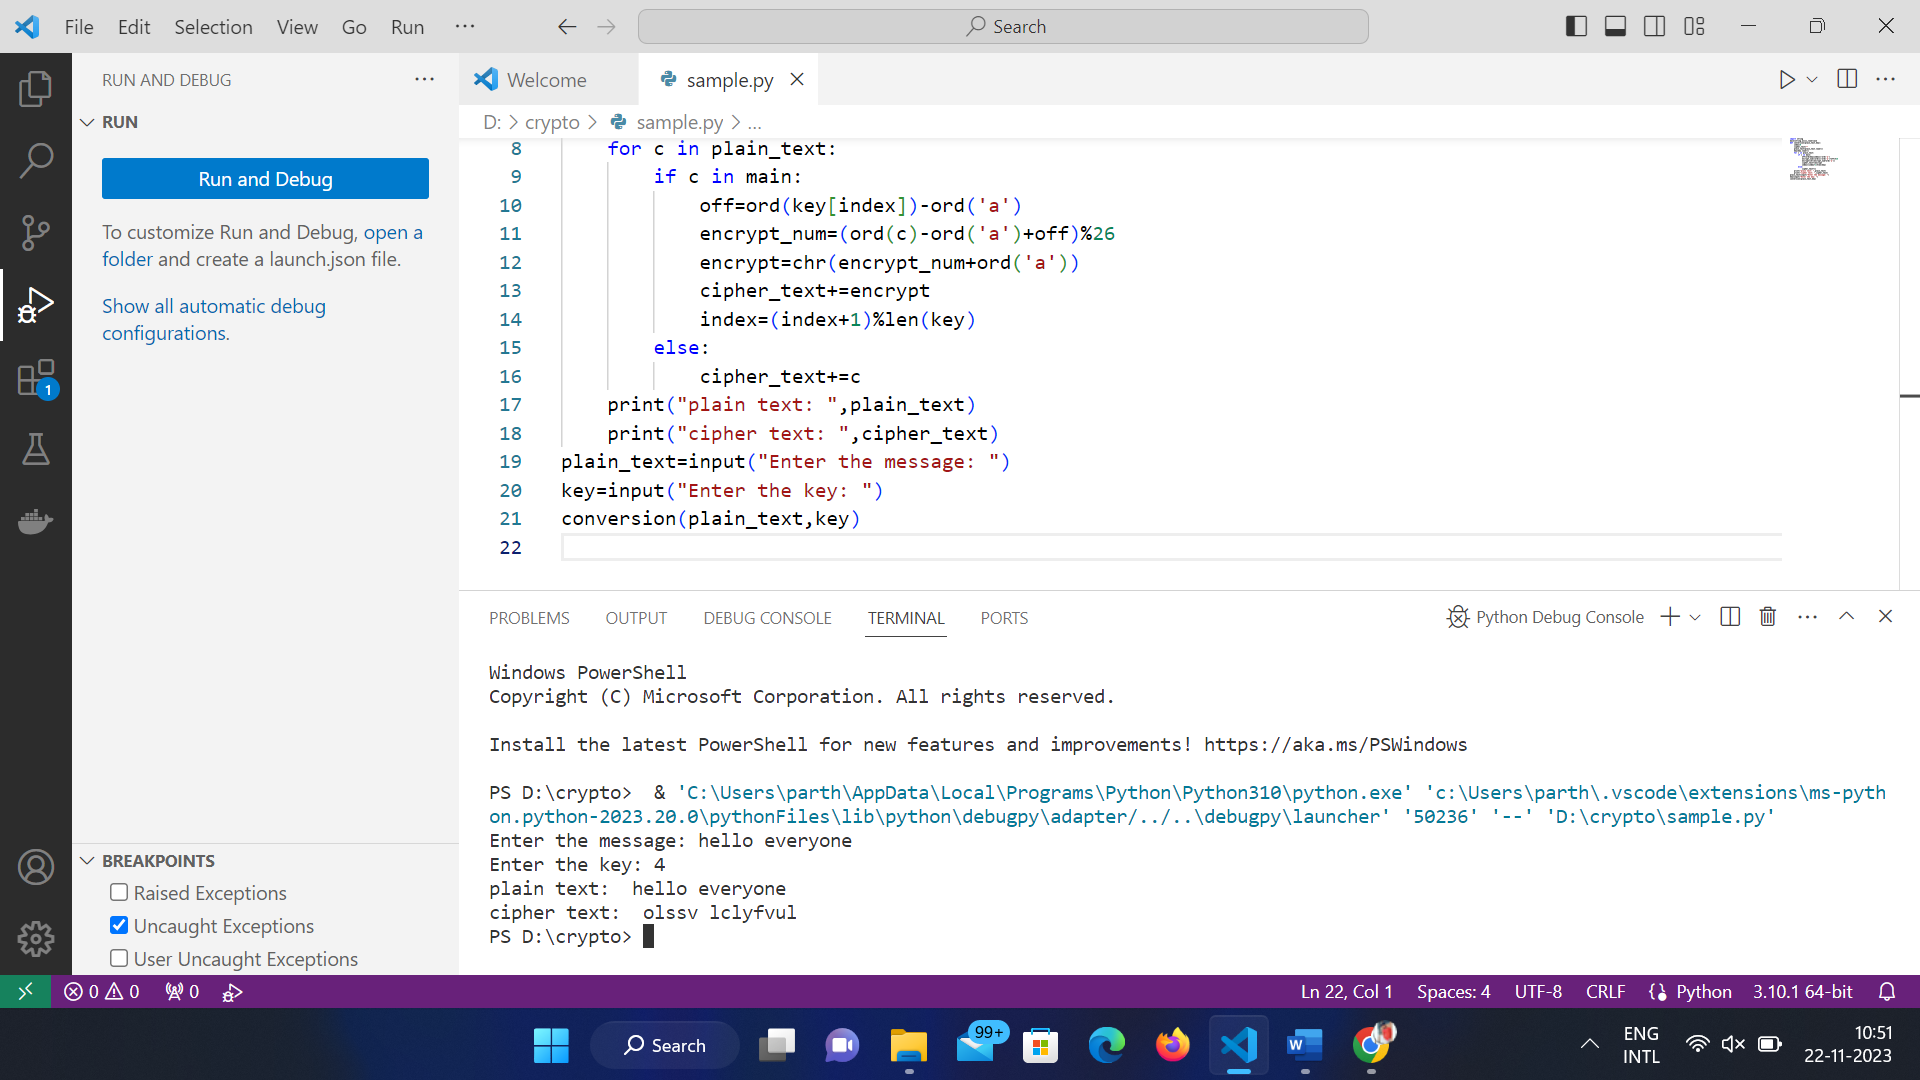 File Edit Selection View Go Run ···
Search
RUN AND DEBUG ···
RUN
Run and Debug
To customize Run and Debug, open a
folder and create a launch.json file.
Show all automatic debug
configurations.
1
BREAKPOINTS
Raised Exceptions
Uncaught Exceptions
User Uncaught Exceptions
Welcome
sample.py
D: > crypto > sample.py > ...
8 for c in plain_text:
9 if c in main:
10 off=ord(key[index])-ord('a')
11 encrypt_num=(ord(c)-ord('a')+off)%26
12 encrypt=chr(encrypt_num+ord('a'))
13 cipher_text+=encrypt
14 index=(index+1)%len(key)
15 else:
16 cipher_text+=c
17 print("plain text: ",plain_text)
18 print("cipher text: ",cipher_text)
19 plain_text=input("Enter the message: ")
20 key=input("Enter the key: ")
21 conversion(plain_text,key)
22
PROBLEMS OUTPUT DEBUG CONSOLE TERMINAL PORTS
Python Debug Console
Windows PowerShell
Copyright (C) Microsoft Corporation. All rights reserved.
Install the latest PowerShell for new features and improvements! https://aka.ms/PSWindows
PS D:\crypto>  & 'C:\Users\parth\AppData\Local\Programs\Python\Python310\python.exe' 'c:\Users\parth\.vscode\extensions\ms-pyth
on.python-2023.20.0\pythonFiles\lib\python\debugpy\adapter/../..\debugpy\launcher' '50236' '--' 'D:\crypto\sample.py'
Enter the message: hello everyone
Enter the key: 4
plain text:  hello everyone
cipher text:  olssv lclyfvul
PS D:\crypto>
0 0 0
Ln 22, Col 1 Spaces: 4 UTF-8 CRLF Python 3.10.1 64-bit
Search
99+
ENG
INTL
10:51
22-11-2023